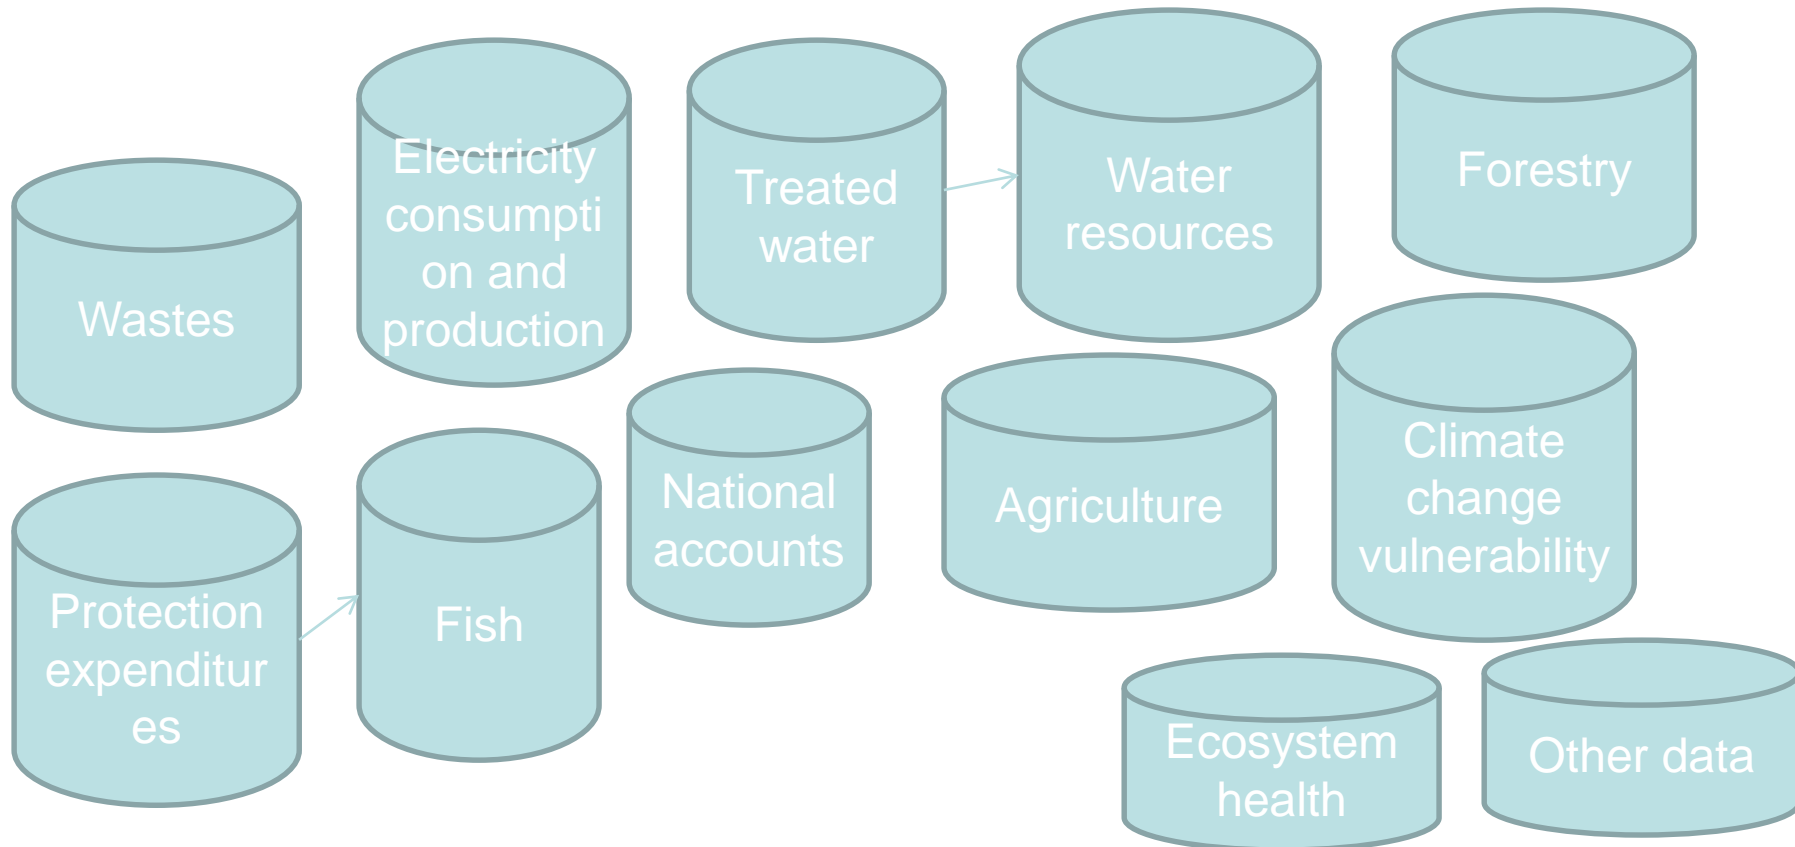 Electricity
consumpti
on and
production
Treated
water
Water
resources
Forestry
Wastes
National
accounts
Agriculture
Climate
change
vulnerability
Protection
expenditur
es
Fish
Ecosystem
health
Other data